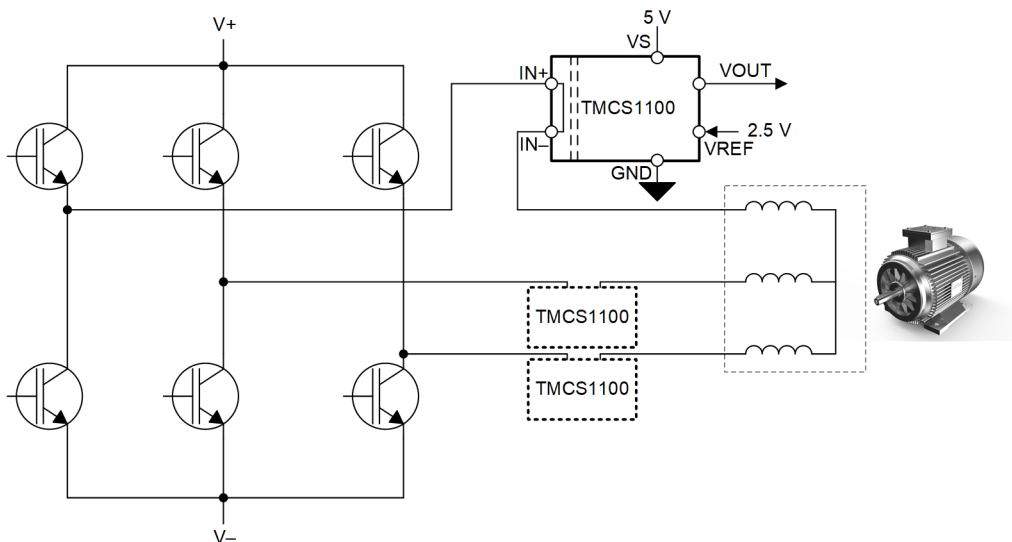 V+
5 V
VS
IN+
VOUT
TMCS1100
IN–
2.5 V
VREF
GND
TMCS1100
TMCS1100
V–